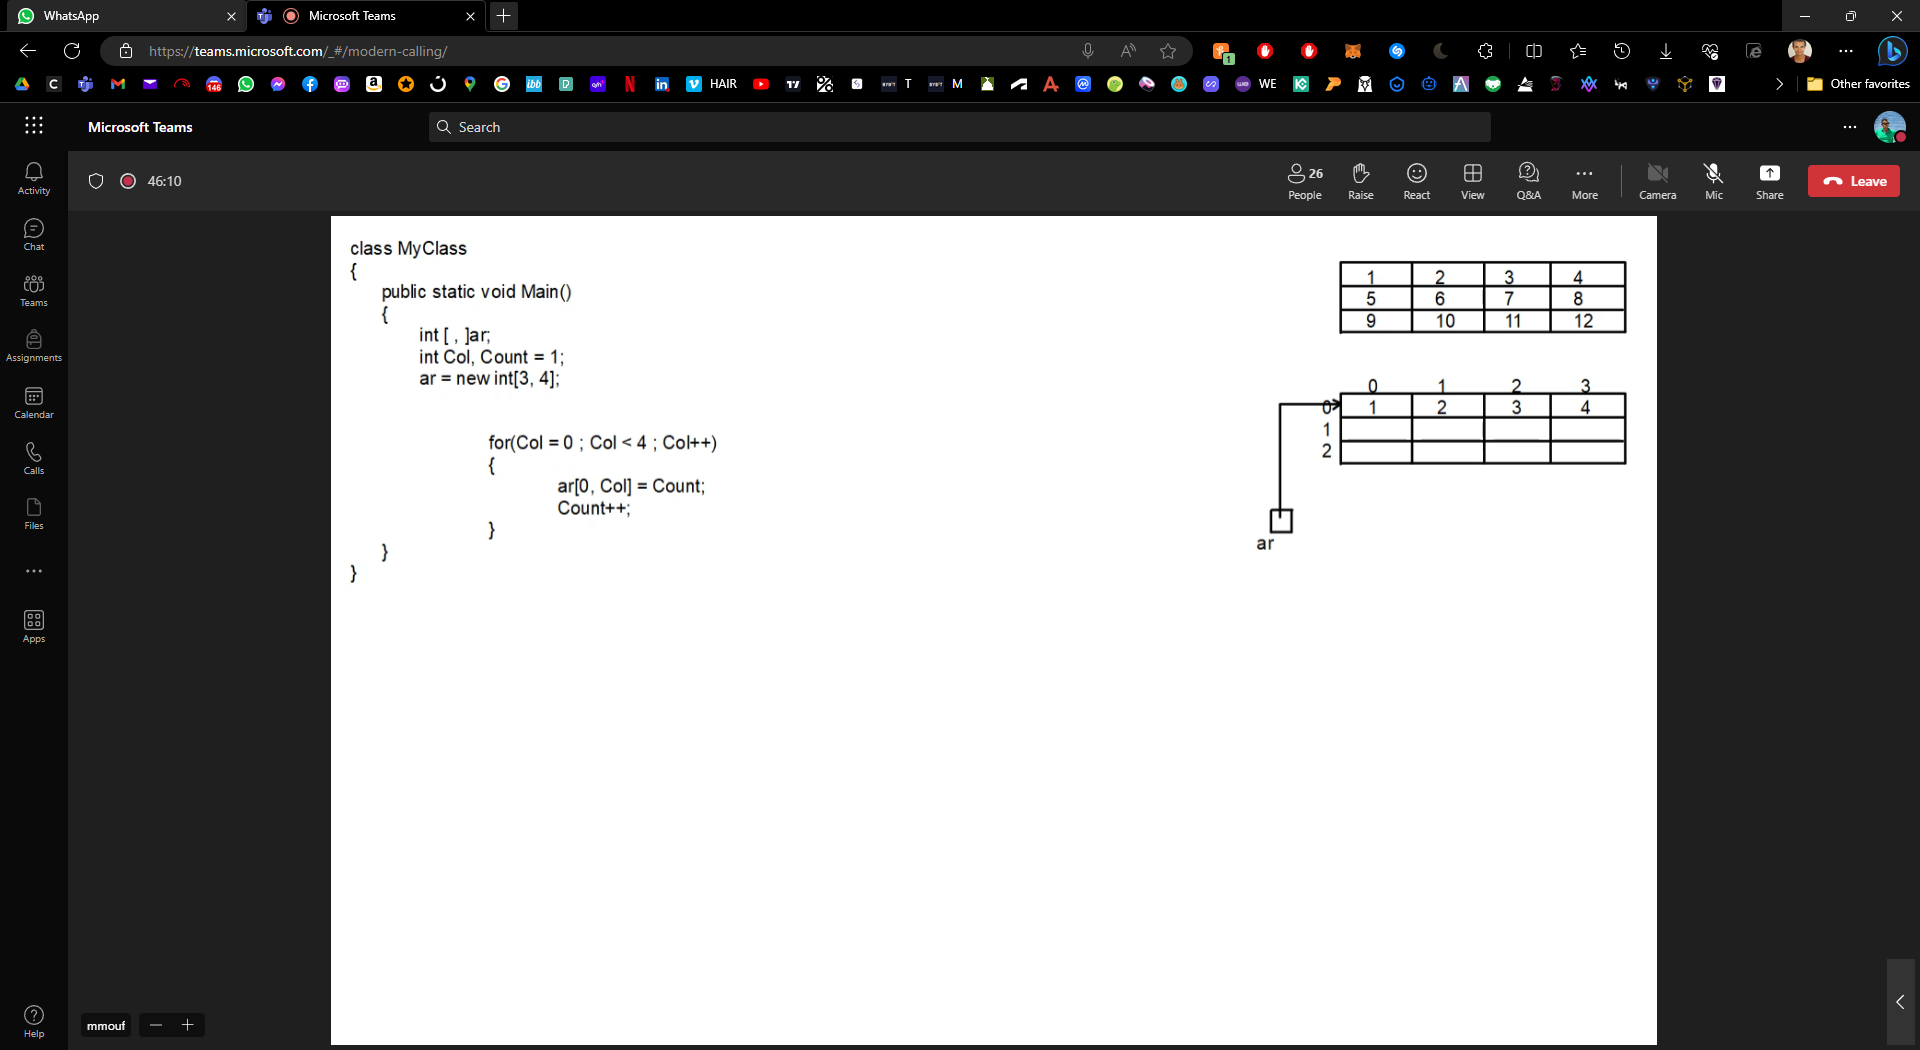 WhatsApp
Microsoft Teams
https://teams.microsoft.com/_#/modern-calling/
1
146
ibb
HAIR
T
M
WE
Other favorites
Microsoft Teams
Search
Activity
Chat
Teams
Assignments
Calendar
Calls
Files
Apps
Help
46:10
26
People
Raise
React
View
Q&A
More
Camera
Mic
Share
Leave
class MyClass
{
public static void Main()
{
int [ , ]ar;
int Col, Count = 1;
ar = new int[3, 4];
for(Col = 0 ; Col < 4 ; Col++)
{
ar[0, Col] = Count;
Count++;
}
}
}
1 2 3 4
5 6 7 8
9 10 11 12
0 1 2 3
0 1 2 3 4
1
2
ar
mmouf